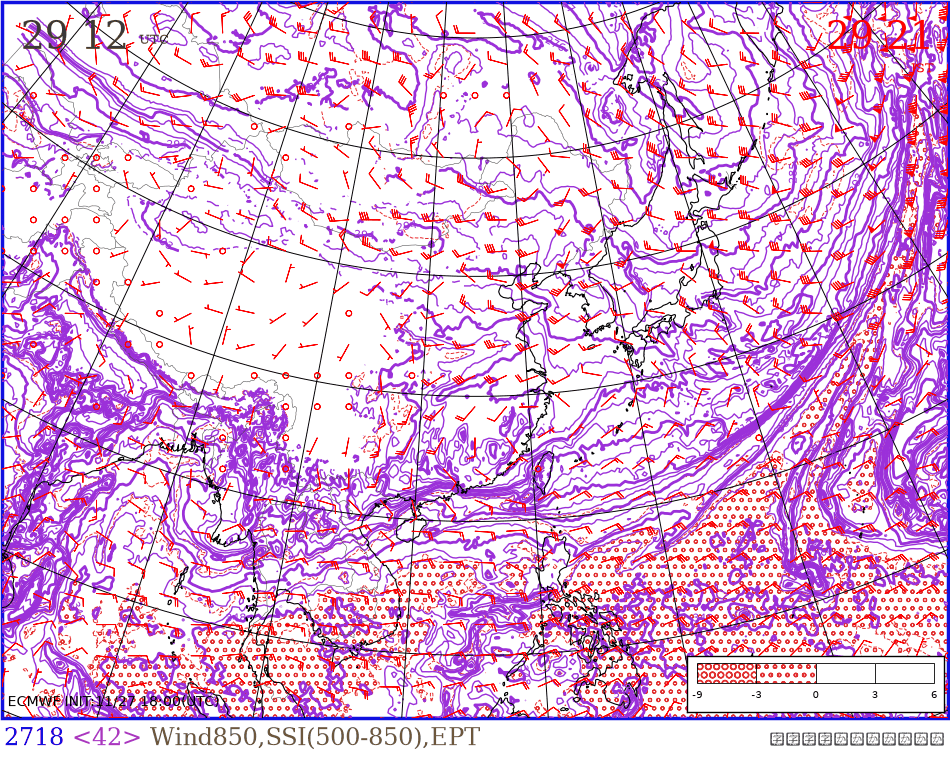 29 12 UTC
29 21
JST
ECMWF INIT:11/27 18:00(UTC)
-9 -3 0 3 6
2718 <42> Wind850,SSI(500-850),EPT